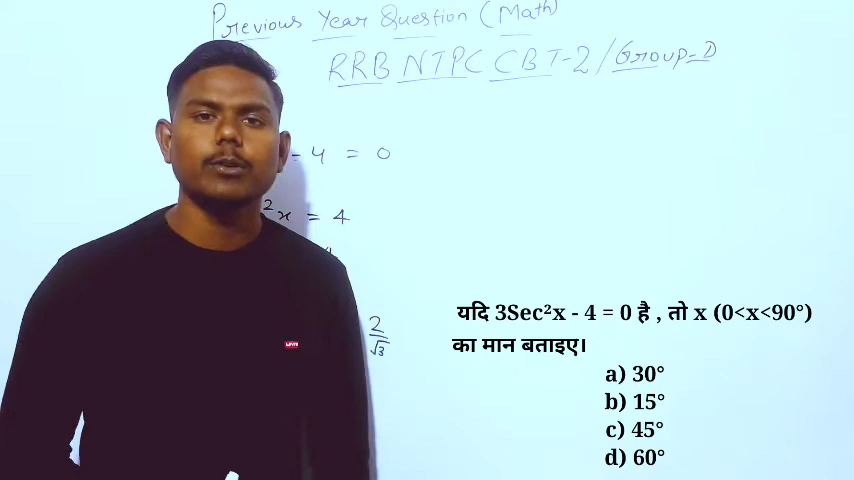 Previous Year Question (Math)
RRB NTPC CBT-2 / Group-D
- 4 = 0
²x = 4
2
√3
Levi's
यदि 3Sec²x - 4 = 0 है , तो x (0<x<90°)
का मान बताइए।
a) 30°
b) 15°
c) 45°
d) 60°